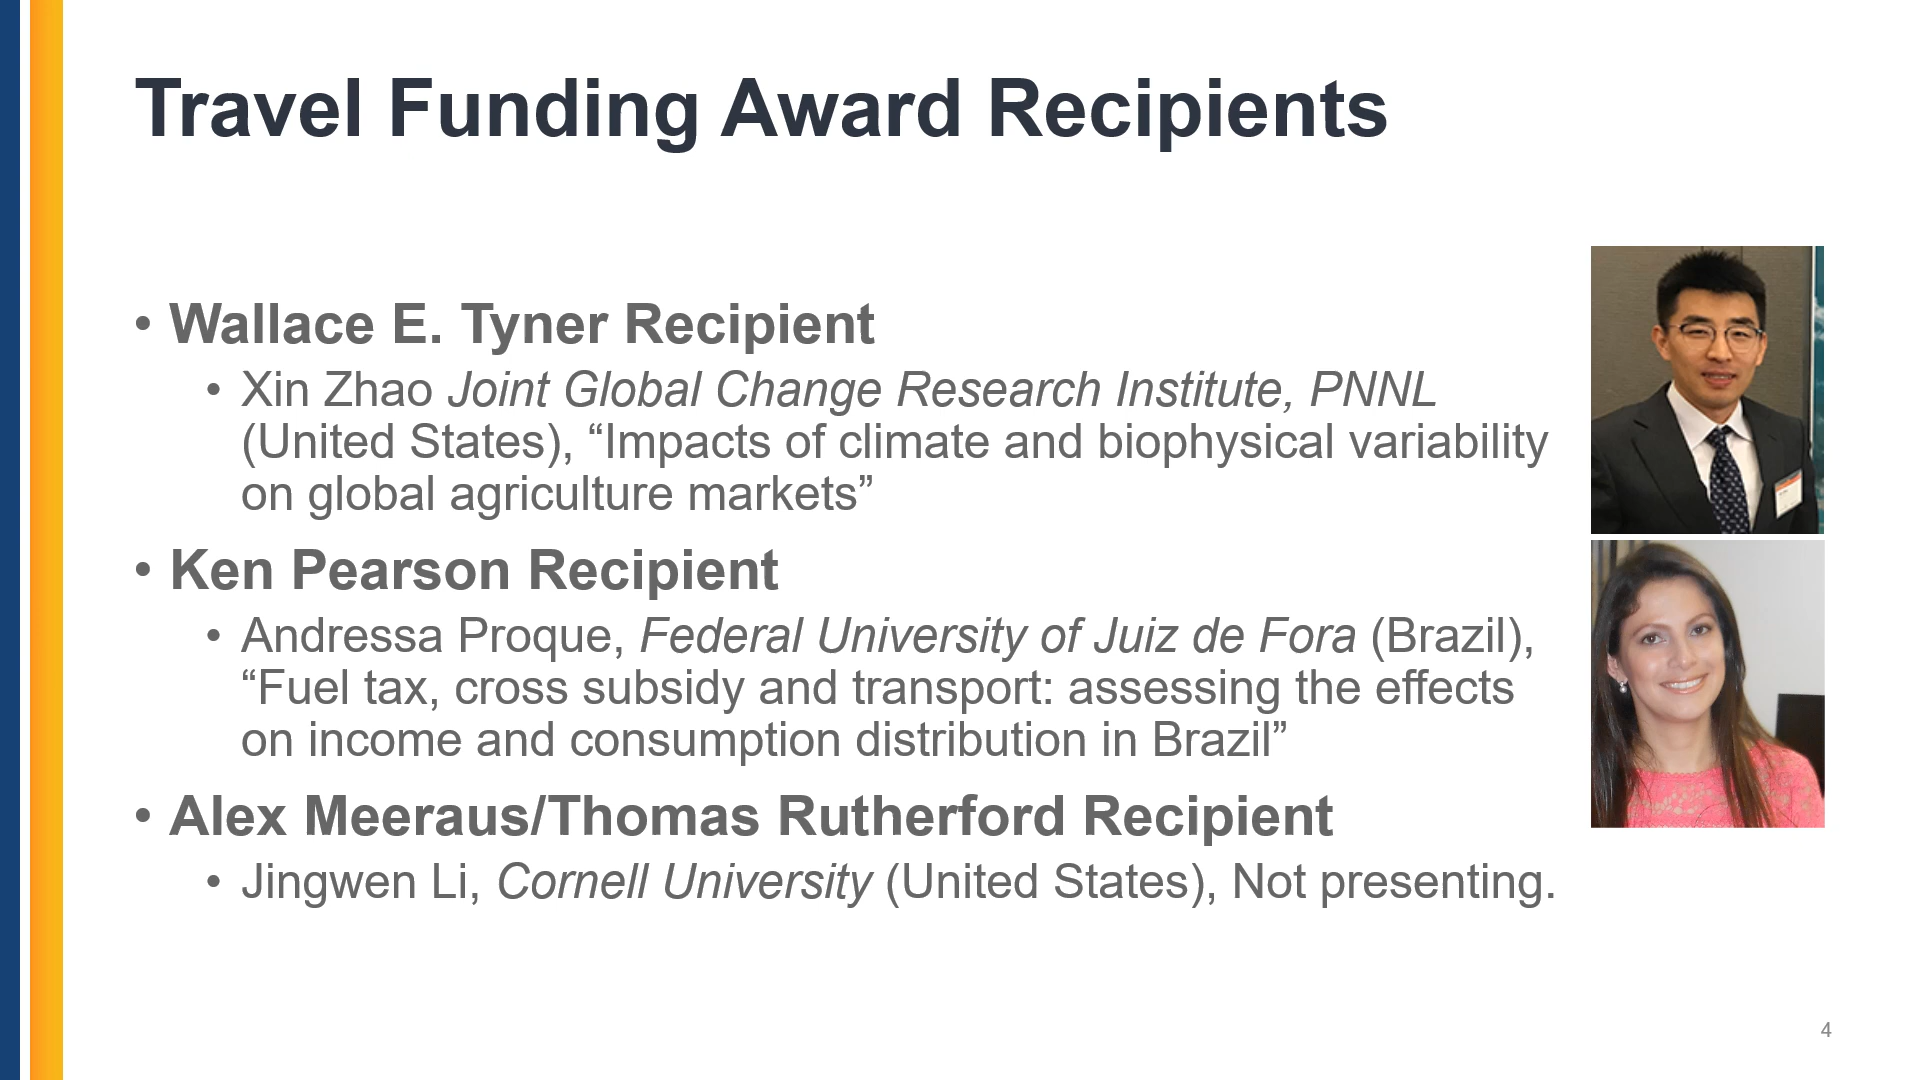 Travel Funding Award Recipients
• Wallace E. Tyner Recipient
• Xin Zhao Joint Global Change Research Institute, PNNL
(United States), “Impacts of climate and biophysical variability
on global agriculture markets”
• Ken Pearson Recipient
• Andressa Proque, Federal University of Juiz de Fora (Brazil),
“Fuel tax, cross subsidy and transport: assessing the effects
on income and consumption distribution in Brazil”
• Alex Meeraus/Thomas Rutherford Recipient
• Jingwen Li, Cornell University (United States), Not presenting.
4